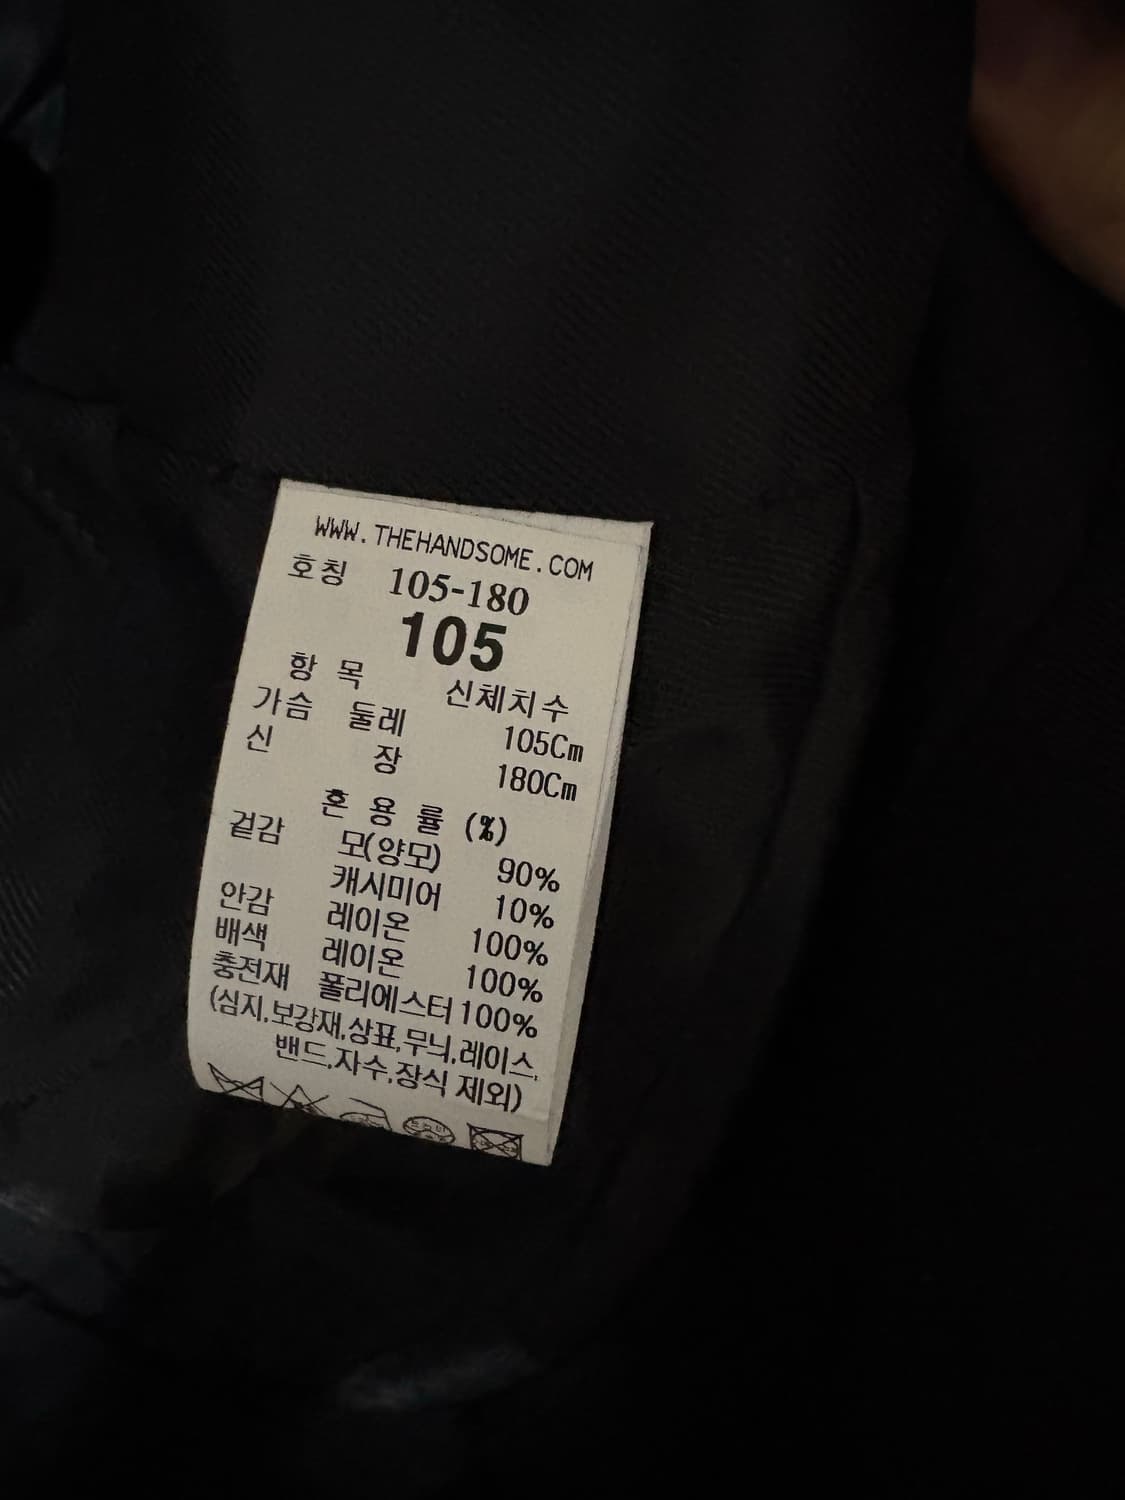 WWW.THEHANDSOME.COM
호칭 105-180
105
항 목 신체치수
가슴 둘레 105Cm
신 장 180Cm
혼 용 률 (%)
겉감 모(양모) 90%
캐시미어 10%
안감 레이온 100%
배색 레이온 100%
충전재 폴리에스터 100%
(심지,보강재,상표,무늬,레이스,
밴드,자수,장식 제외)